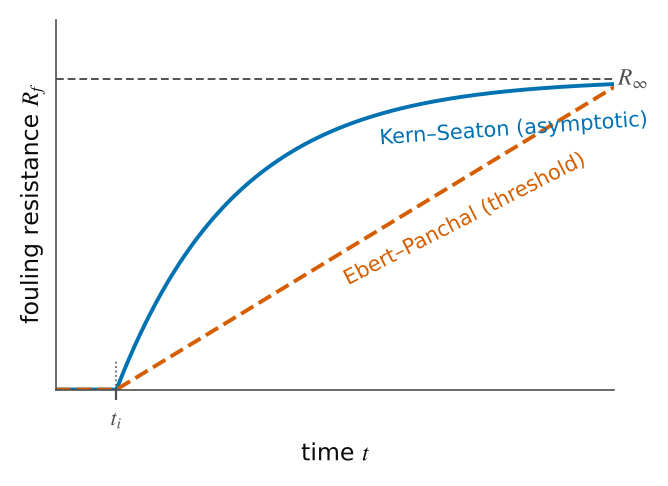 R∞
fouling resistance Rf
Kern–Seaton (asymptotic)
Ebert–Panchal (threshold)
ti
time t